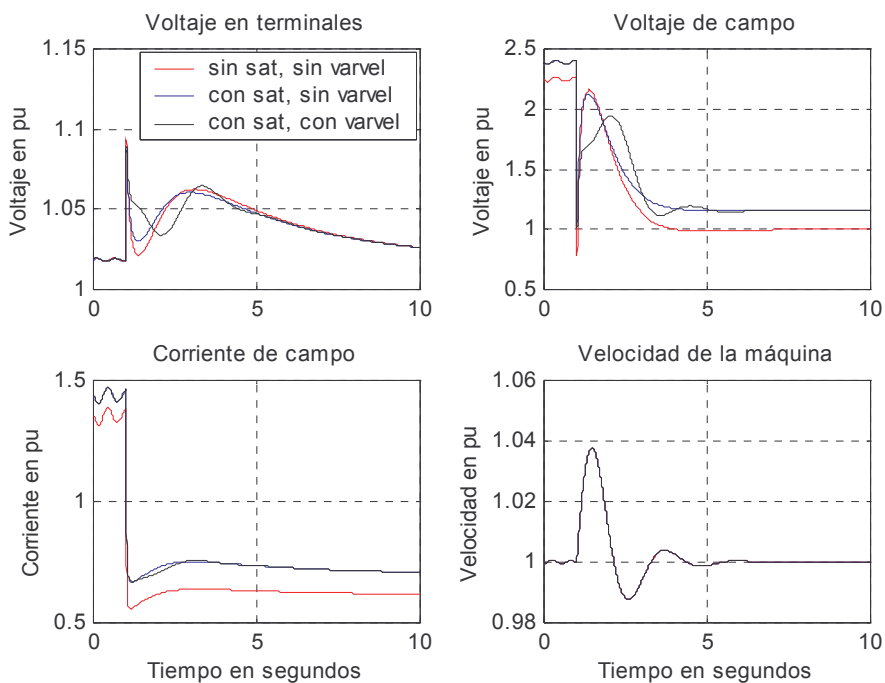 Voltaje en terminales
Voltaje en pu
1.15
1.1
1.05
1
0
5
10
sin sat, sin varvel
con sat, sin varvel
con sat, con varvel
Voltaje de campo
Voltaje en pu
2.5
2
1.5
1
0.5
0
5
10
Corriente de campo
Corriente en pu
1.5
1
0.5
0
5
10
Tiempo en segundos
Velocidad de la máquina
Velocidad en pu
1.06
1.04
1.02
1
0.98
0
5
10
Tiempo en segundos